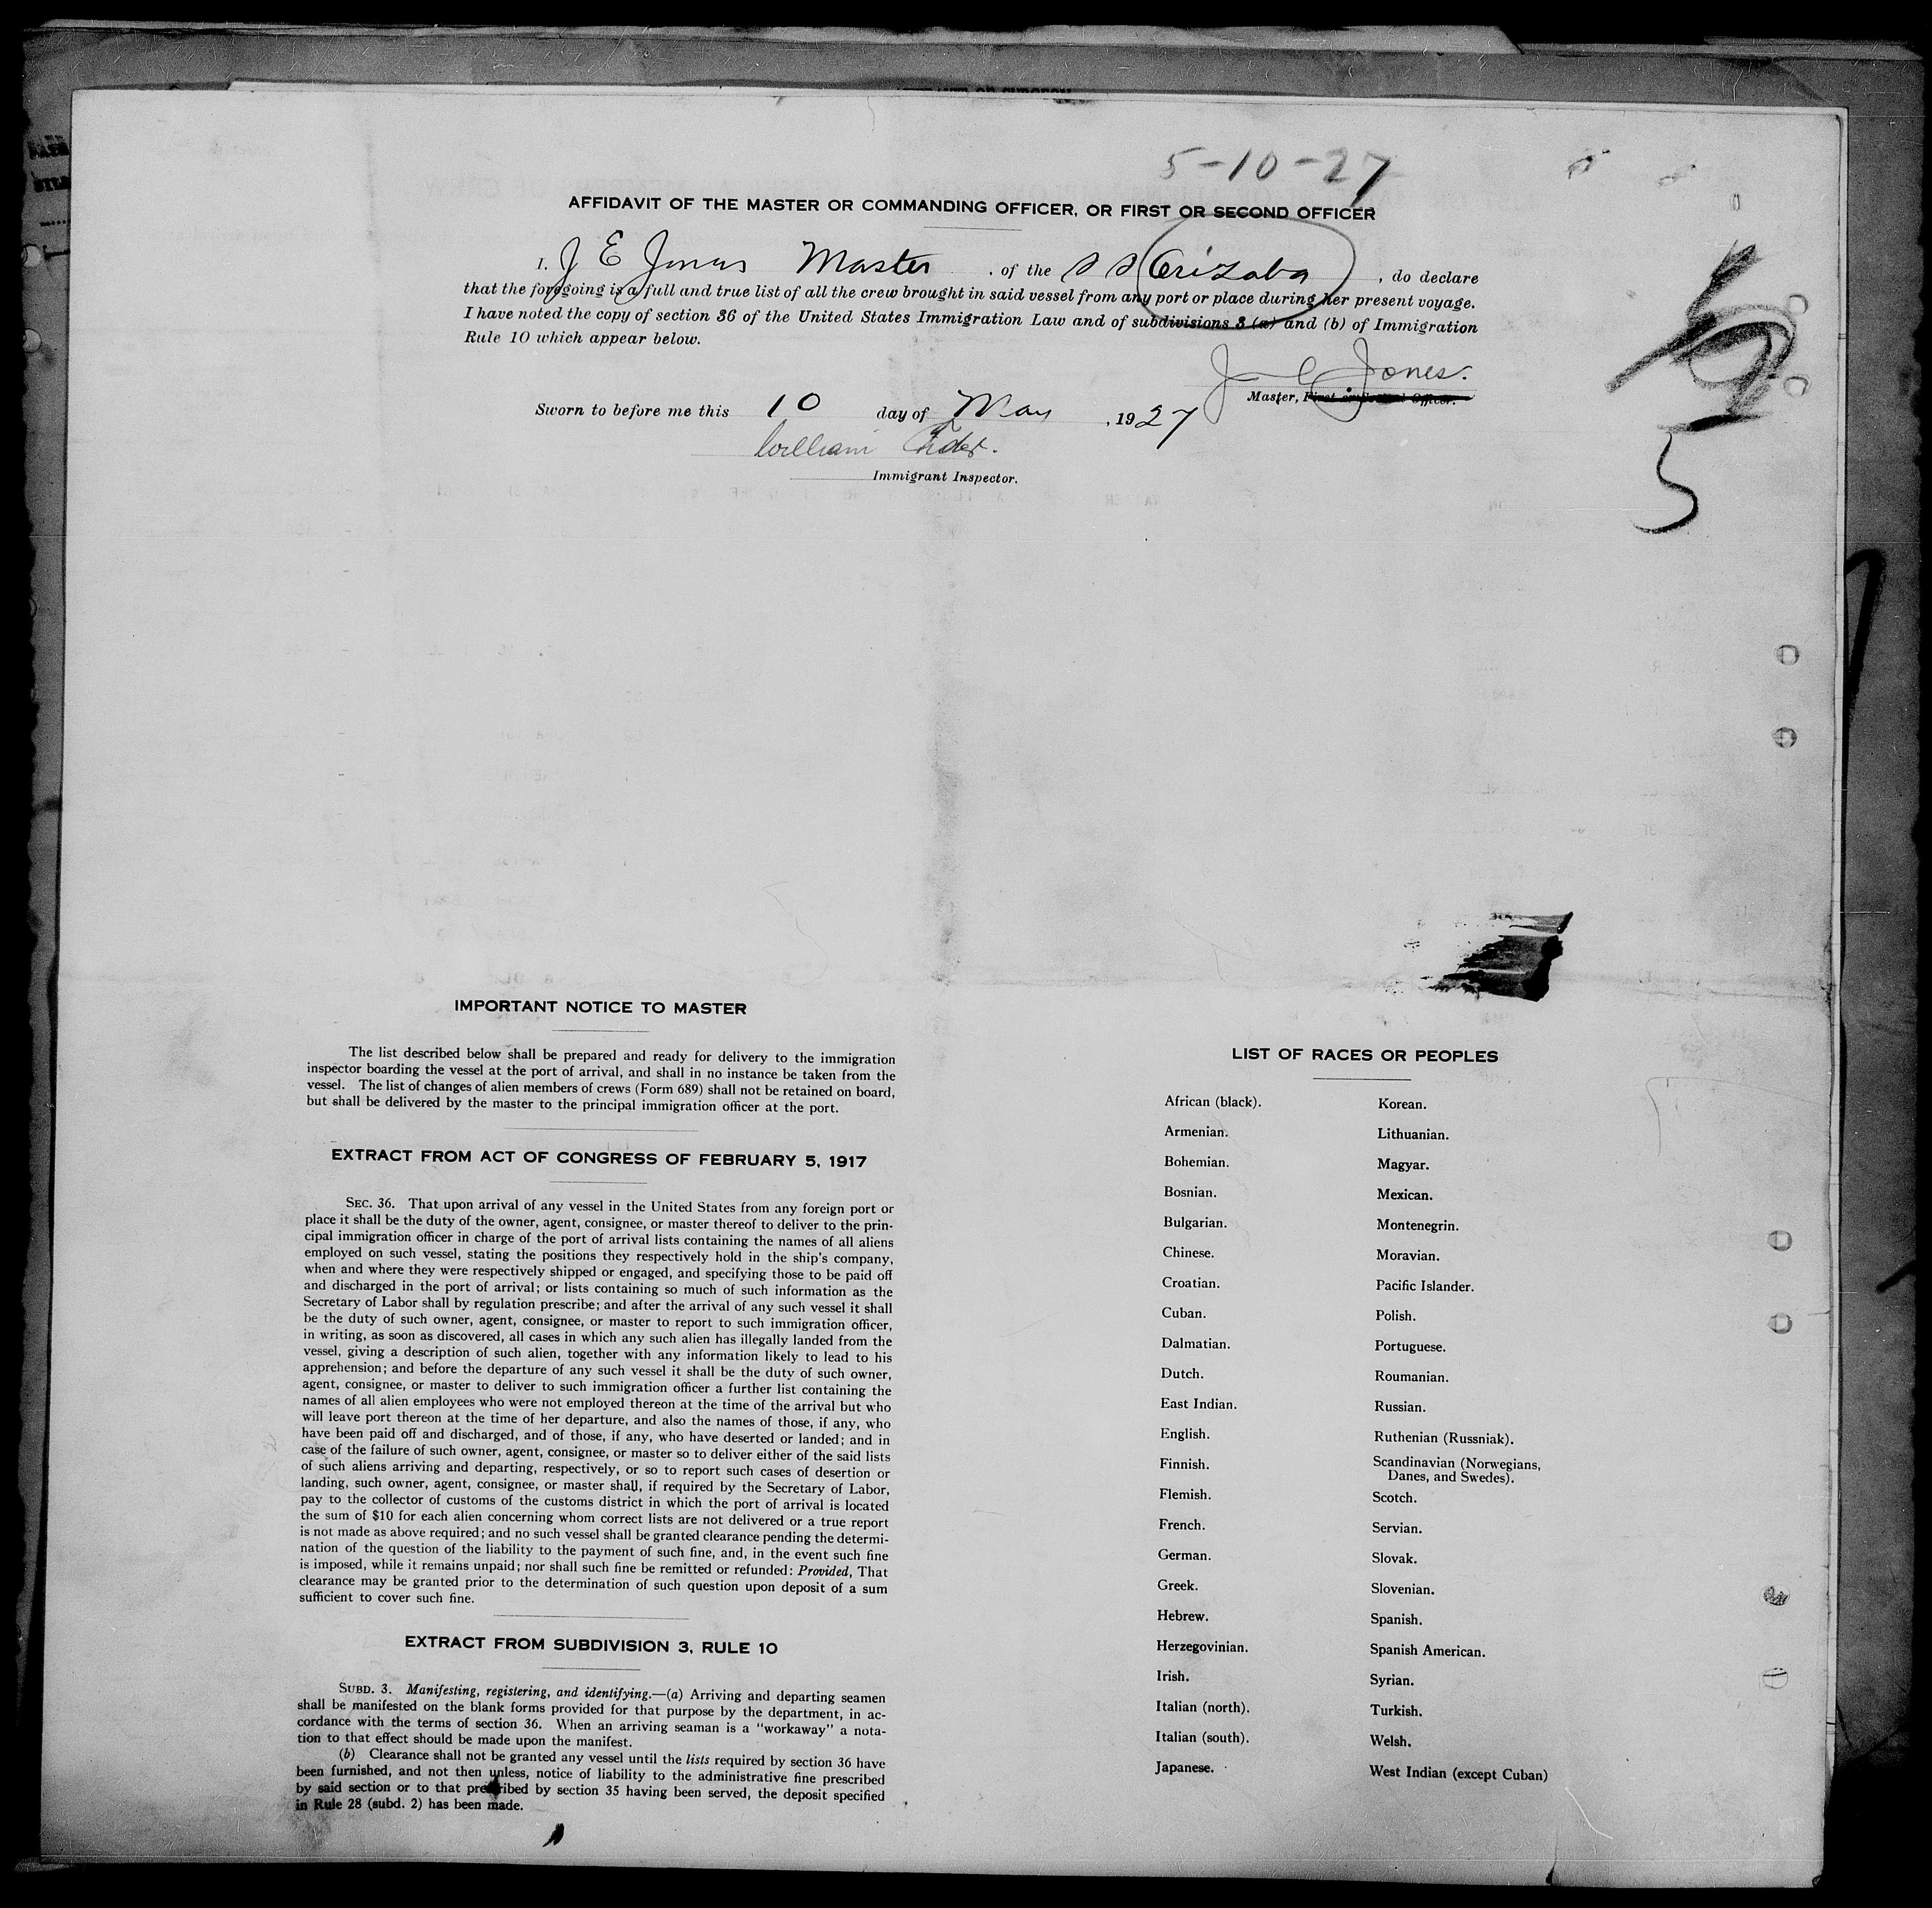 5-10-27
AFFIDAVIT OF THE MASTER OR COMMANDING OFFICER, OR FIRST OR SECOND OFFICER
I, J E Jones Master, of the S S Orizaba, do declare
that the foregoing is a full and true list of all the crew brought in said vessel from any port or place during her present voyage.
I have noted the copy of section 36 of the United States Immigration Law and of subdivisions 3 (a) and (b) of Immigration
Rule 10 which appear below.
J E Jones.
Master, First or Second Officer.
Sworn to before me this 10 day of May, 1927
William
Immigrant Inspector.
5
IMPORTANT NOTICE TO MASTER
The list described below shall be prepared and ready for delivery to the immigration
inspector boarding the vessel at the port of arrival, and shall in no instance be taken from the
vessel. The list of changes of alien members of crews (Form 689) shall not be retained on board,
but shall be delivered by the master to the principal immigration officer at the port.
EXTRACT FROM ACT OF CONGRESS OF FEBRUARY 5, 1917
SEC. 36. That upon arrival of any vessel in the United States from any foreign port or
place it shall be the duty of the owner, agent, consignee, or master thereof to deliver to the prin-
cipal immigration officer in charge of the port of arrival lists containing the names of all aliens
employed on such vessel, stating the positions they respectively hold in the ship's company,
when and where they were respectively shipped or engaged, and specifying those to be paid off
and discharged in the port of arrival; or lists containing so much of such information as the
Secretary of Labor shall by regulation prescribe; and after the arrival of any such vessel it shall
be the duty of such owner, agent, consignee, or master to report to such immigration officer,
in writing, as soon as discovered, all cases in which any such alien has illegally landed from the
vessel, giving a description of such alien, together with any information likely to lead to his
apprehension; and before the departure of any such vessel it shall be the duty of such owner,
agent, consignee, or master to deliver to such immigration officer a further list containing the
names of all alien employees who were not employed thereon at the time of the arrival but who
will leave port thereon at the time of her departure, and also the names of those, if any, who
have been paid off and discharged, and of those, if any, who have deserted or landed; and in
case of the failure of such owner, agent, consignee, or master so to deliver either of the said lists
of such aliens arriving and departing, respectively, or so to report such cases of desertion or
landing, such owner, agent, consignee, or master shall, if required by the Secretary of Labor,
pay to the collector of customs of the customs district in which the port of arrival is located
the sum of $10 for each alien concerning whom correct lists are not delivered or a true report
is not made as above required; and no such vessel shall be granted clearance pending the determi-
nation of the question of the liability to the payment of such fine, and, in the event such fine
is imposed, while it remains unpaid; nor shall such fine be remitted or refunded: Provided, That
clearance may be granted prior to the determination of such question upon deposit of a sum
sufficient to cover such fine.
EXTRACT FROM SUBDIVISION 3, RULE 10
SUBD. 3. Manifesting, registering, and identifying.—(a) Arriving and departing seamen
shall be manifested on the blank forms provided for that purpose by the department, in ac-
cordance with the terms of section 36. When an arriving seaman is a "workaway" a nota-
tion to that effect should be made upon the manifest.
(b) Clearance shall not be granted any vessel until the lists required by section 36 have
been furnished, and not then unless, notice of liability to the administrative fine prescribed
by said section or to that prescribed by section 35 having been served, the deposit specified
in Rule 28 (subd. 2) has been made.
LIST OF RACES OR PEOPLES
African (black).
Armenian.
Bohemian.
Bosnian.
Bulgarian.
Chinese.
Croatian.
Cuban.
Dalmatian.
Dutch.
East Indian.
English.
Finnish.
Flemish.
French.
German.
Greek.
Hebrew.
Herzegovinian.
Irish.
Italian (north).
Italian (south).
Japanese.
Korean.
Lithuanian.
Magyar.
Mexican.
Montenegrin.
Moravian.
Pacific Islander.
Polish.
Portuguese.
Roumanian.
Russian.
Ruthenian (Russniak).
Scandinavian (Norwegians,
Danes, and Swedes).
Scotch.
Servian.
Slovak.
Slovenian.
Spanish.
Spanish American.
Syrian.
Turkish.
Welsh.
West Indian (except Cuban)